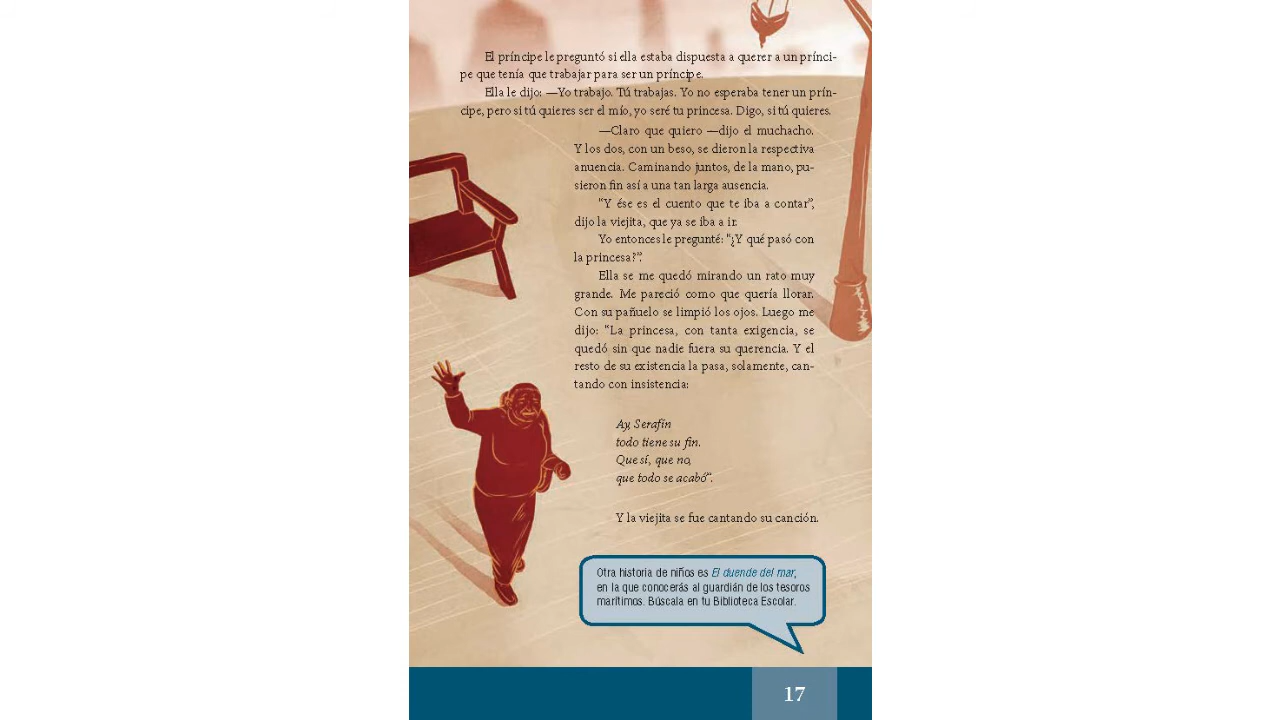 El príncipe le preguntó si ella estaba dispuesta a querer a un prínci-
pe que tenía que trabajar para ser un príncipe.
Ella le dijo: —Yo trabajo. Tú trabajas. Yo no esperaba tener un prín-
cipe, pero si tú quieres ser el mío, yo seré tu princesa. Digo, si tú quieres.
—Claro que quiero —dijo el muchacho.
Y los dos, con un beso, se dieron la respectiva
anuencia. Caminando juntos, de la mano, pu-
sieron fin así a una tan larga ausencia.
“Y ése es el cuento que te iba a contar”,
dijo la viejita, que ya se iba a ir.
Yo entonces le pregunté: “¿Y qué pasó con
la princesa?”.
Ella se me quedó mirando un rato muy
grande. Me pareció como que quería llorar.
Con su pañuelo se limpió los ojos. Luego me
dijo: “La princesa, con tanta exigencia, se
quedó sin que nadie fuera su querencia. Y el
resto de su existencia la pasa, solamente, can-
tando con insistencia:
Ay, Serafín
todo tiene su fin.
Que sí, que no,
que todo se acabó”.
Y la viejita se fue cantando su canción.
Otra historia de niños es El duende del mar,
en la que conocerás al guardián de los tesoros
marítimos. Búscala en tu Biblioteca Escolar.
17